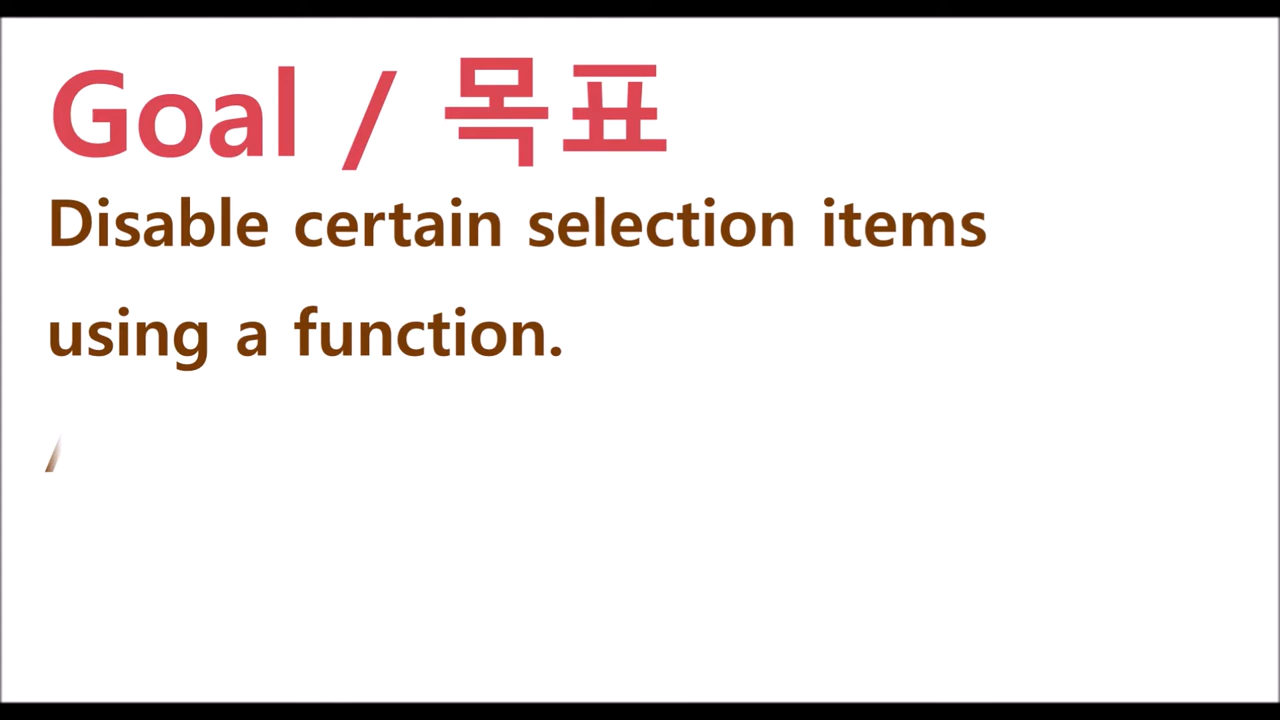 Goal / 목표
Disable certain selection items
using a function.
/